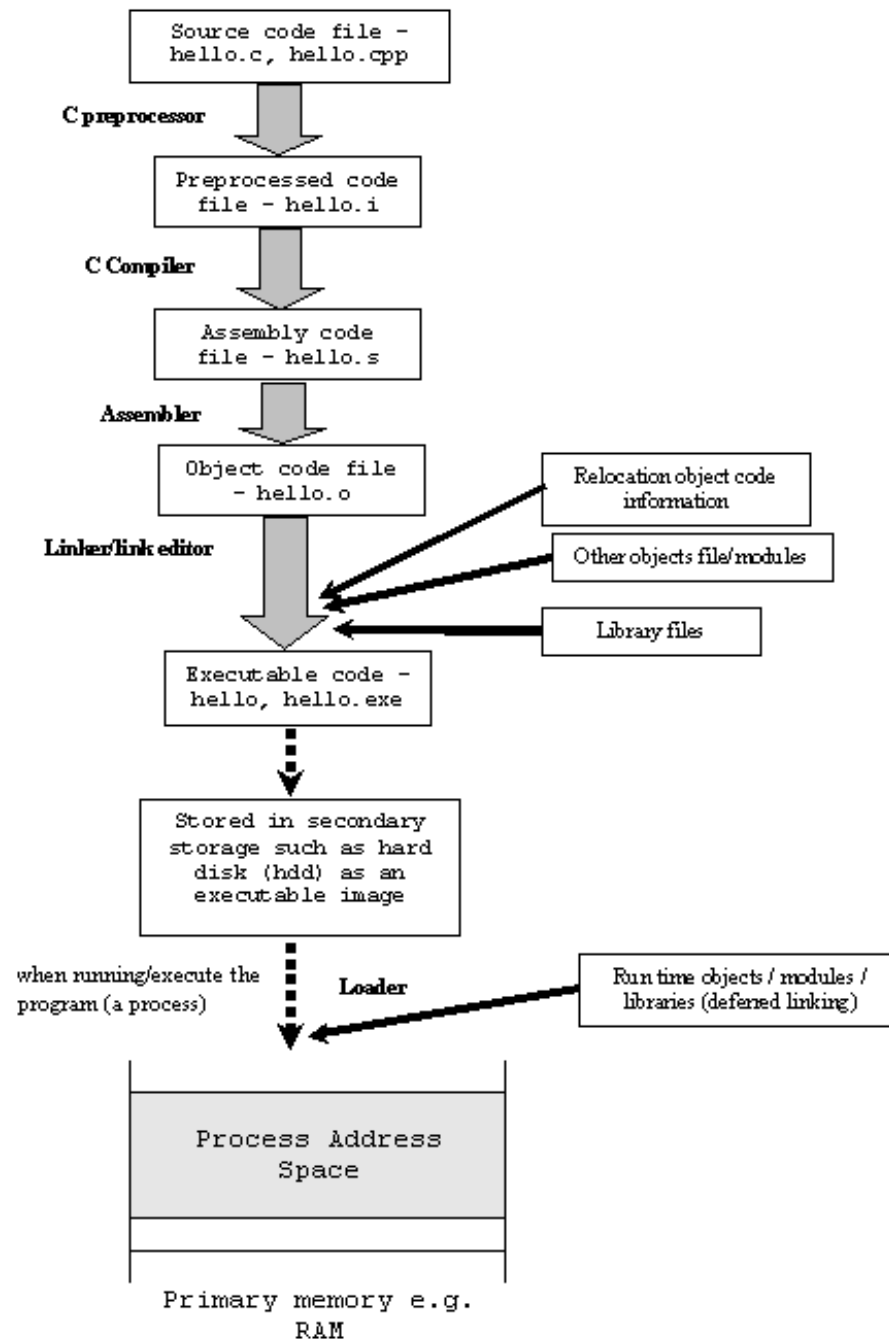 Source code file -
hello.c, hello.cpp
C preprocessor
Preprocessed code
file - hello.i
C Compiler
Assembly code
file - hello.s
Assembler
Object code file
- hello.o
Relocation object code
information
Linker/link editor
Other objects file/modules
Library files
Executable code -
hello, hello.exe
Stored in secondary
storage such as hard
disk (hdd) as an
executable image
when running/execute the
program (a process)
Loader
Run time objects / modules /
libraries (deferred linking)
Process Address
Space
Primary memory e.g.
RAM